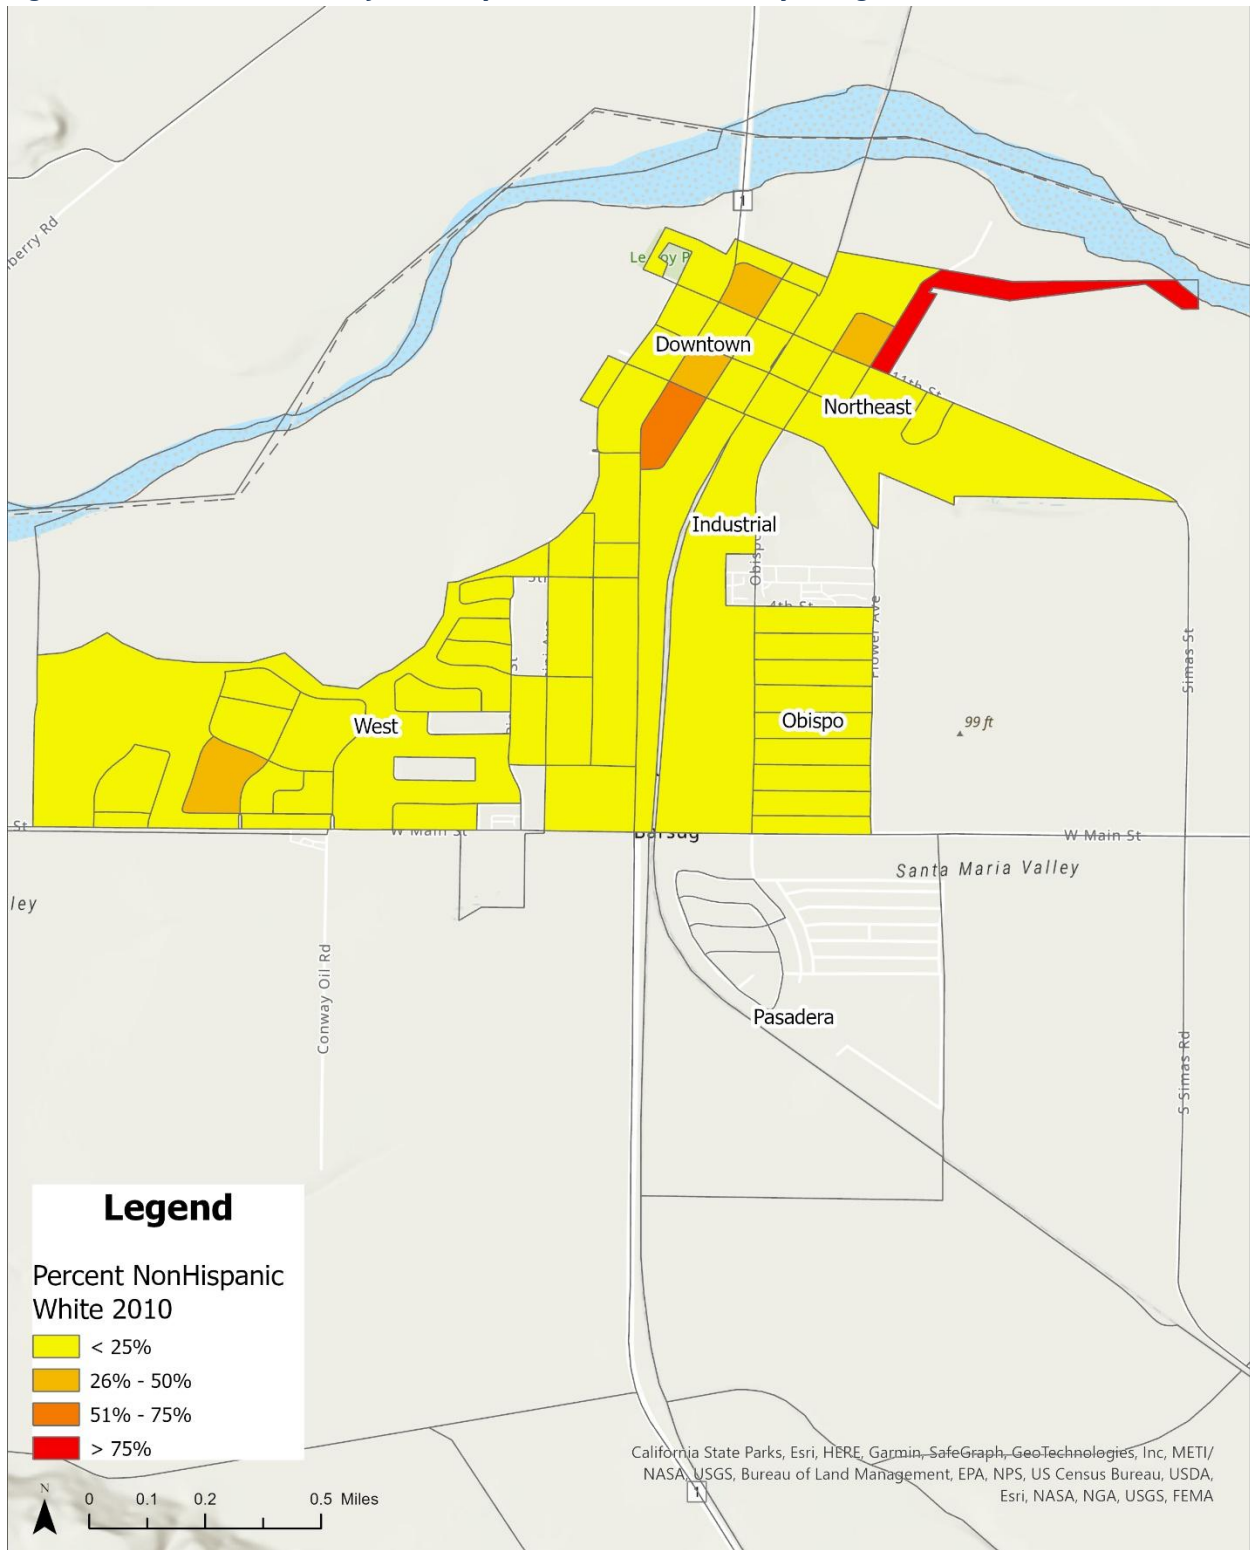 lberry Rd
1
Downtown
11th St
Northeast
Industrial
Obispo
4th St
Flower Ave
Simas St
West
Obispo
99 ft
St
W Main St
W Main St
Santa Maria Valley
ley
Conway Oil Rd
Pasadera
S Simas Rd
Legend
Percent NonHispanic
White 2010
< 25%
26% - 50%
51% - 75%
> 75%
California State Parks, Esri, HERE, Garmin, SafeGraph, GeoTechnologies, Inc, METI/
NASA, USGS, Bureau of Land Management, EPA, NPS, US Census Bureau, USDA,
Esri, NASA, NGA, USGS, FEMA
1
N
0 0.1 0.2 0.5 Miles